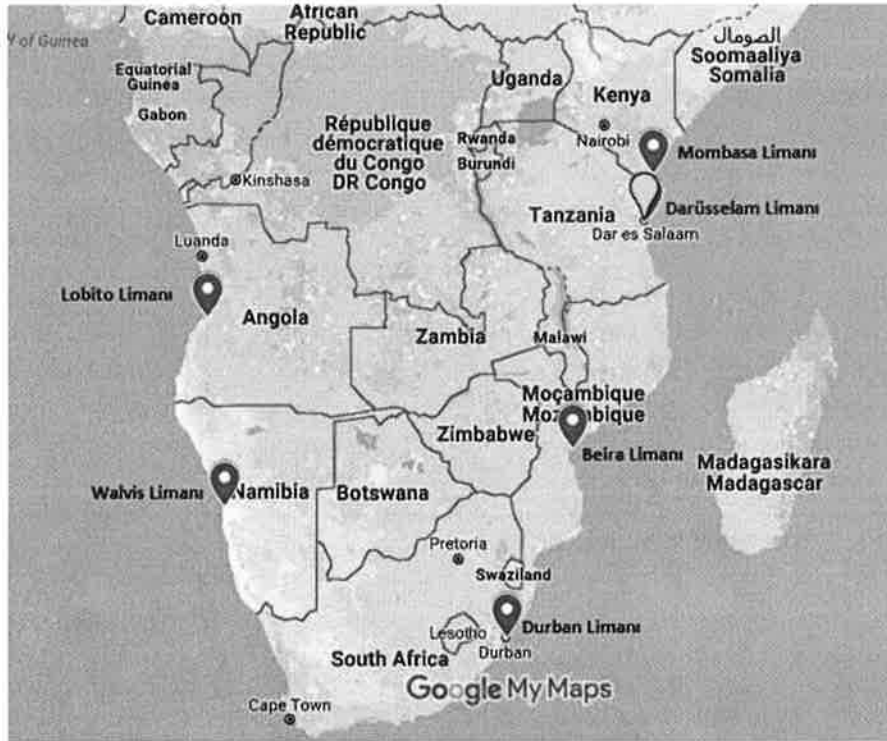 Cameroon
African
Republic
of Guinea
Equatorial
Guinea
Gabon
الصومال
Soomaaliya
Somalia
Uganda
Kenya
République
démocratique
du Congo
DR Congo
Rwanda
Burundi
Nairobi
Mombasa Limanı
Kinshasa
Tanzania
Darüsselam Limanı
Dar es Salaam
Luanda
Lobito Limanı
Angola
Zambia
Malawi
Moçambique
Mozambique
Zimbabwe
Beira Limanı
Madagasikara
Madagascar
Walvis Limanı
Namibia
Botswana
Pretoria
Swaziland
Durban Limanı
Lesotho
Durban
South Africa
Google My Maps
Cape Town